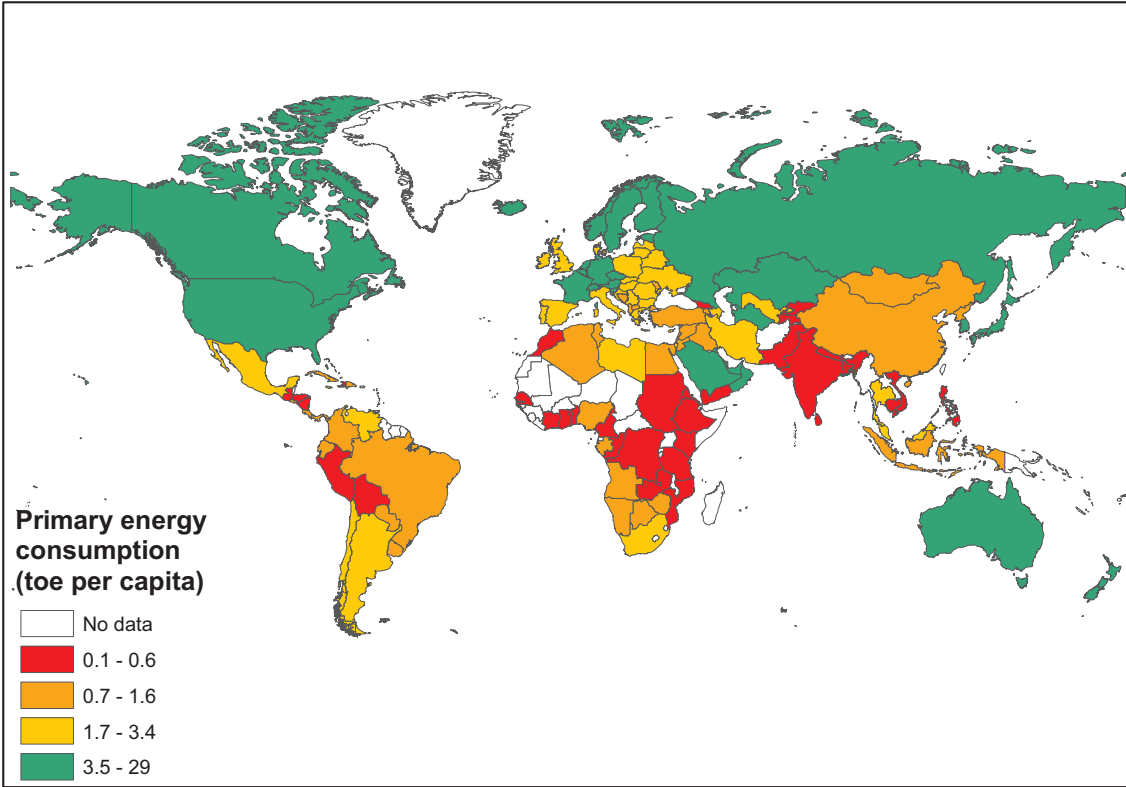 Primary energy
consumption
(toe per capita)
No data
0.1 - 0.6
0.7 - 1.6
1.7 - 3.4
3.5 - 29